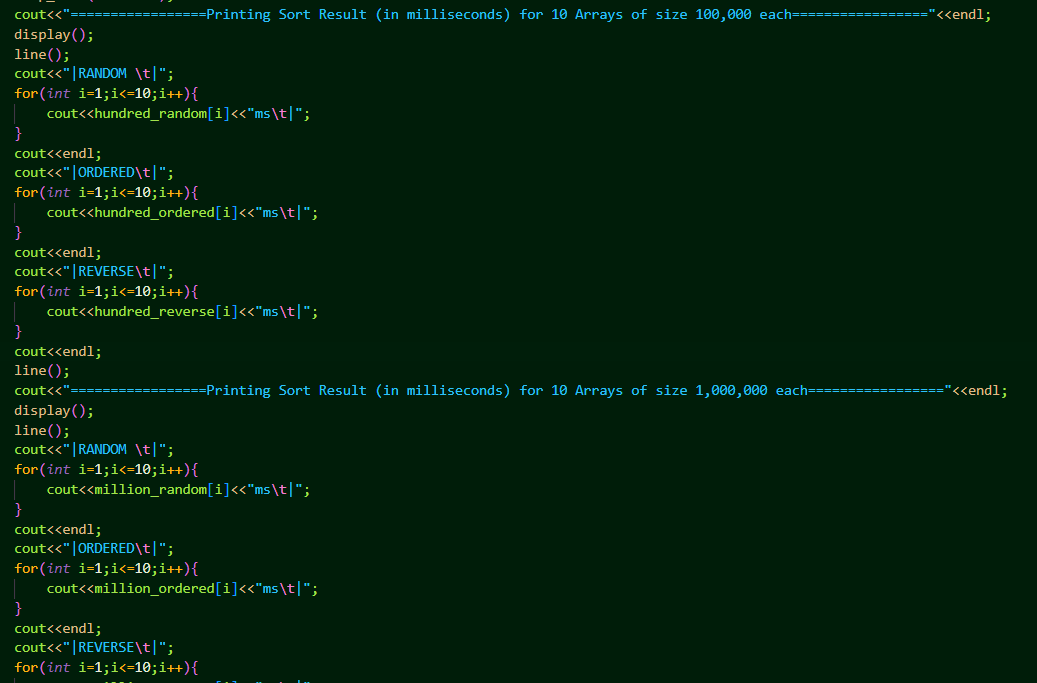 cout<<"=================Printing Sort Result (in milliseconds) for 10 Arrays of size 100,000 each================="<<endl;
display();
line();
cout<<"|RANDOM \t|";
for(int i=1;i<=10;i++){
    cout<<hundred_random[i]<<"ms\t|";
}
cout<<endl;
cout<<"|ORDERED\t|";
for(int i=1;i<=10;i++){
    cout<<hundred_ordered[i]<<"ms\t|";
}
cout<<endl;
cout<<"|REVERSE\t|";
for(int i=1;i<=10;i++){
    cout<<hundred_reverse[i]<<"ms\t|";
}
cout<<endl;
line();
cout<<"=================Printing Sort Result (in milliseconds) for 10 Arrays of size 1,000,000 each================="<<endl;
display();
line();
cout<<"|RANDOM \t|";
for(int i=1;i<=10;i++){
    cout<<million_random[i]<<"ms\t|";
}
cout<<endl;
cout<<"|ORDERED\t|";
for(int i=1;i<=10;i++){
    cout<<million_ordered[i]<<"ms\t|";
}
cout<<endl;
cout<<"|REVERSE\t|";
for(int i=1;i<=10;i++){